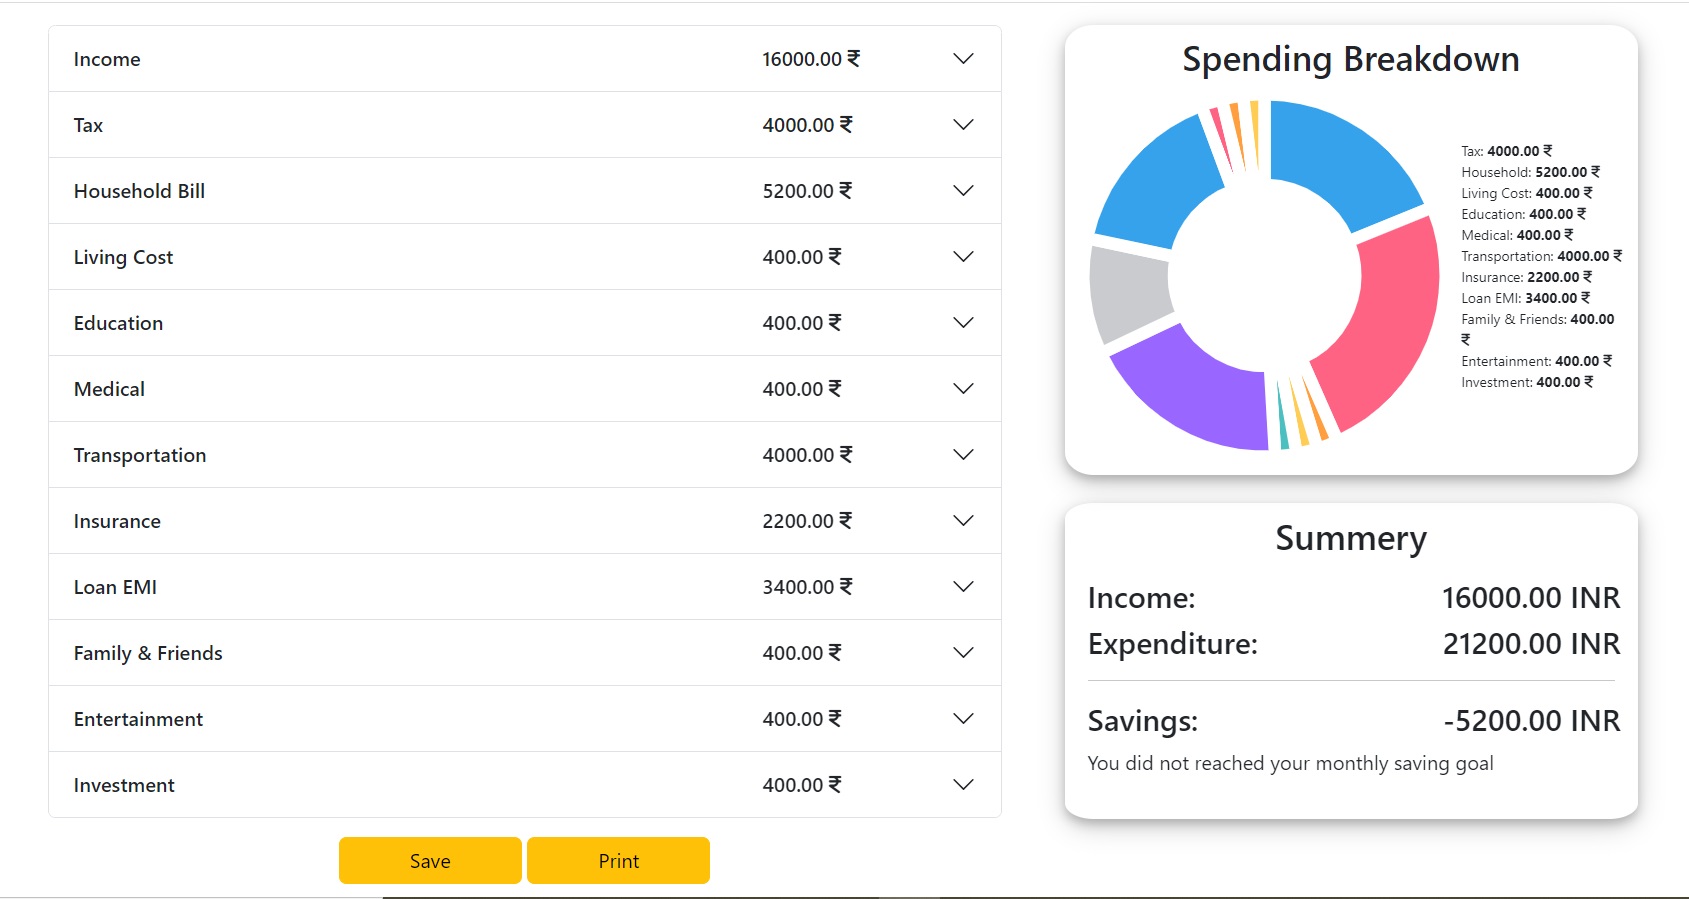 Income 16000.00 ₹
Tax 4000.00 ₹
Household Bill 5200.00 ₹
Living Cost 400.00 ₹
Education 400.00 ₹
Medical 400.00 ₹
Transportation 4000.00 ₹
Insurance 2200.00 ₹
Loan EMI 3400.00 ₹
Family & Friends 400.00 ₹
Entertainment 400.00 ₹
Investment 400.00 ₹
Save
Print
Spending Breakdown
Tax: 4000.00 ₹
Household: 5200.00 ₹
Living Cost: 400.00 ₹
Education: 400.00 ₹
Medical: 400.00 ₹
Transportation: 4000.00 ₹
Insurance: 2200.00 ₹
Loan EMI: 3400.00 ₹
Family & Friends: 400.00
₹
Entertainment: 400.00 ₹
Investment: 400.00 ₹
Summery
Income: 16000.00 INR
Expenditure: 21200.00 INR
Savings: -5200.00 INR
You did not reached your monthly saving goal